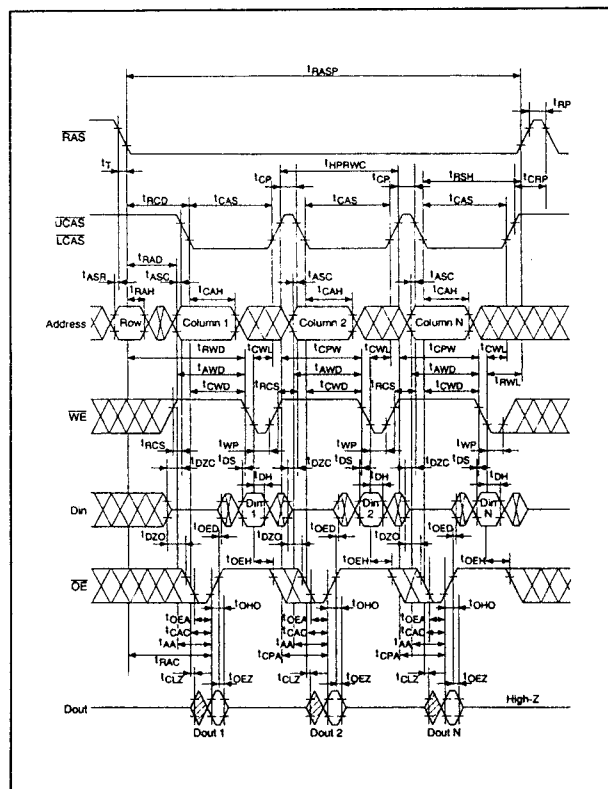 tRASP
tRP
RAS
tT
tHPRWC
tCP tCP tRSH tCRP
tRCD tCAS tCAS tCAS
UCAS
LCAS
tRAD
tASR tASC tASC tASC
tRAH tCAH tCAH tCAH
Address Row Column 1 Column 2 Column N
tRWD tCWL tCPW tCWL tCPW tCWL
tAWD tAWD tAWD
tCWD tRCS tCWD tRCS tCWD tRWL
WE
tRCS tWP tWP tWP
tDZC tDS tDZC tDS tDZC tDS
tDH tDH tDH
Din Din 1 Din 2 Din N
tDZO tOED tDZO tOED tDZO tOED
tOEH tOEH tOEH
OE
tOHO tOHO tOHO
tOEA tOEA tOEA
tCAC tCAC tCAC
tAA tAA tAA
tRAC tCPA tCPA
tCLZ tOEZ tCLZ tOEZ tCLZ tOEZ
High-Z
Dout
Dout 1 Dout 2 Dout N